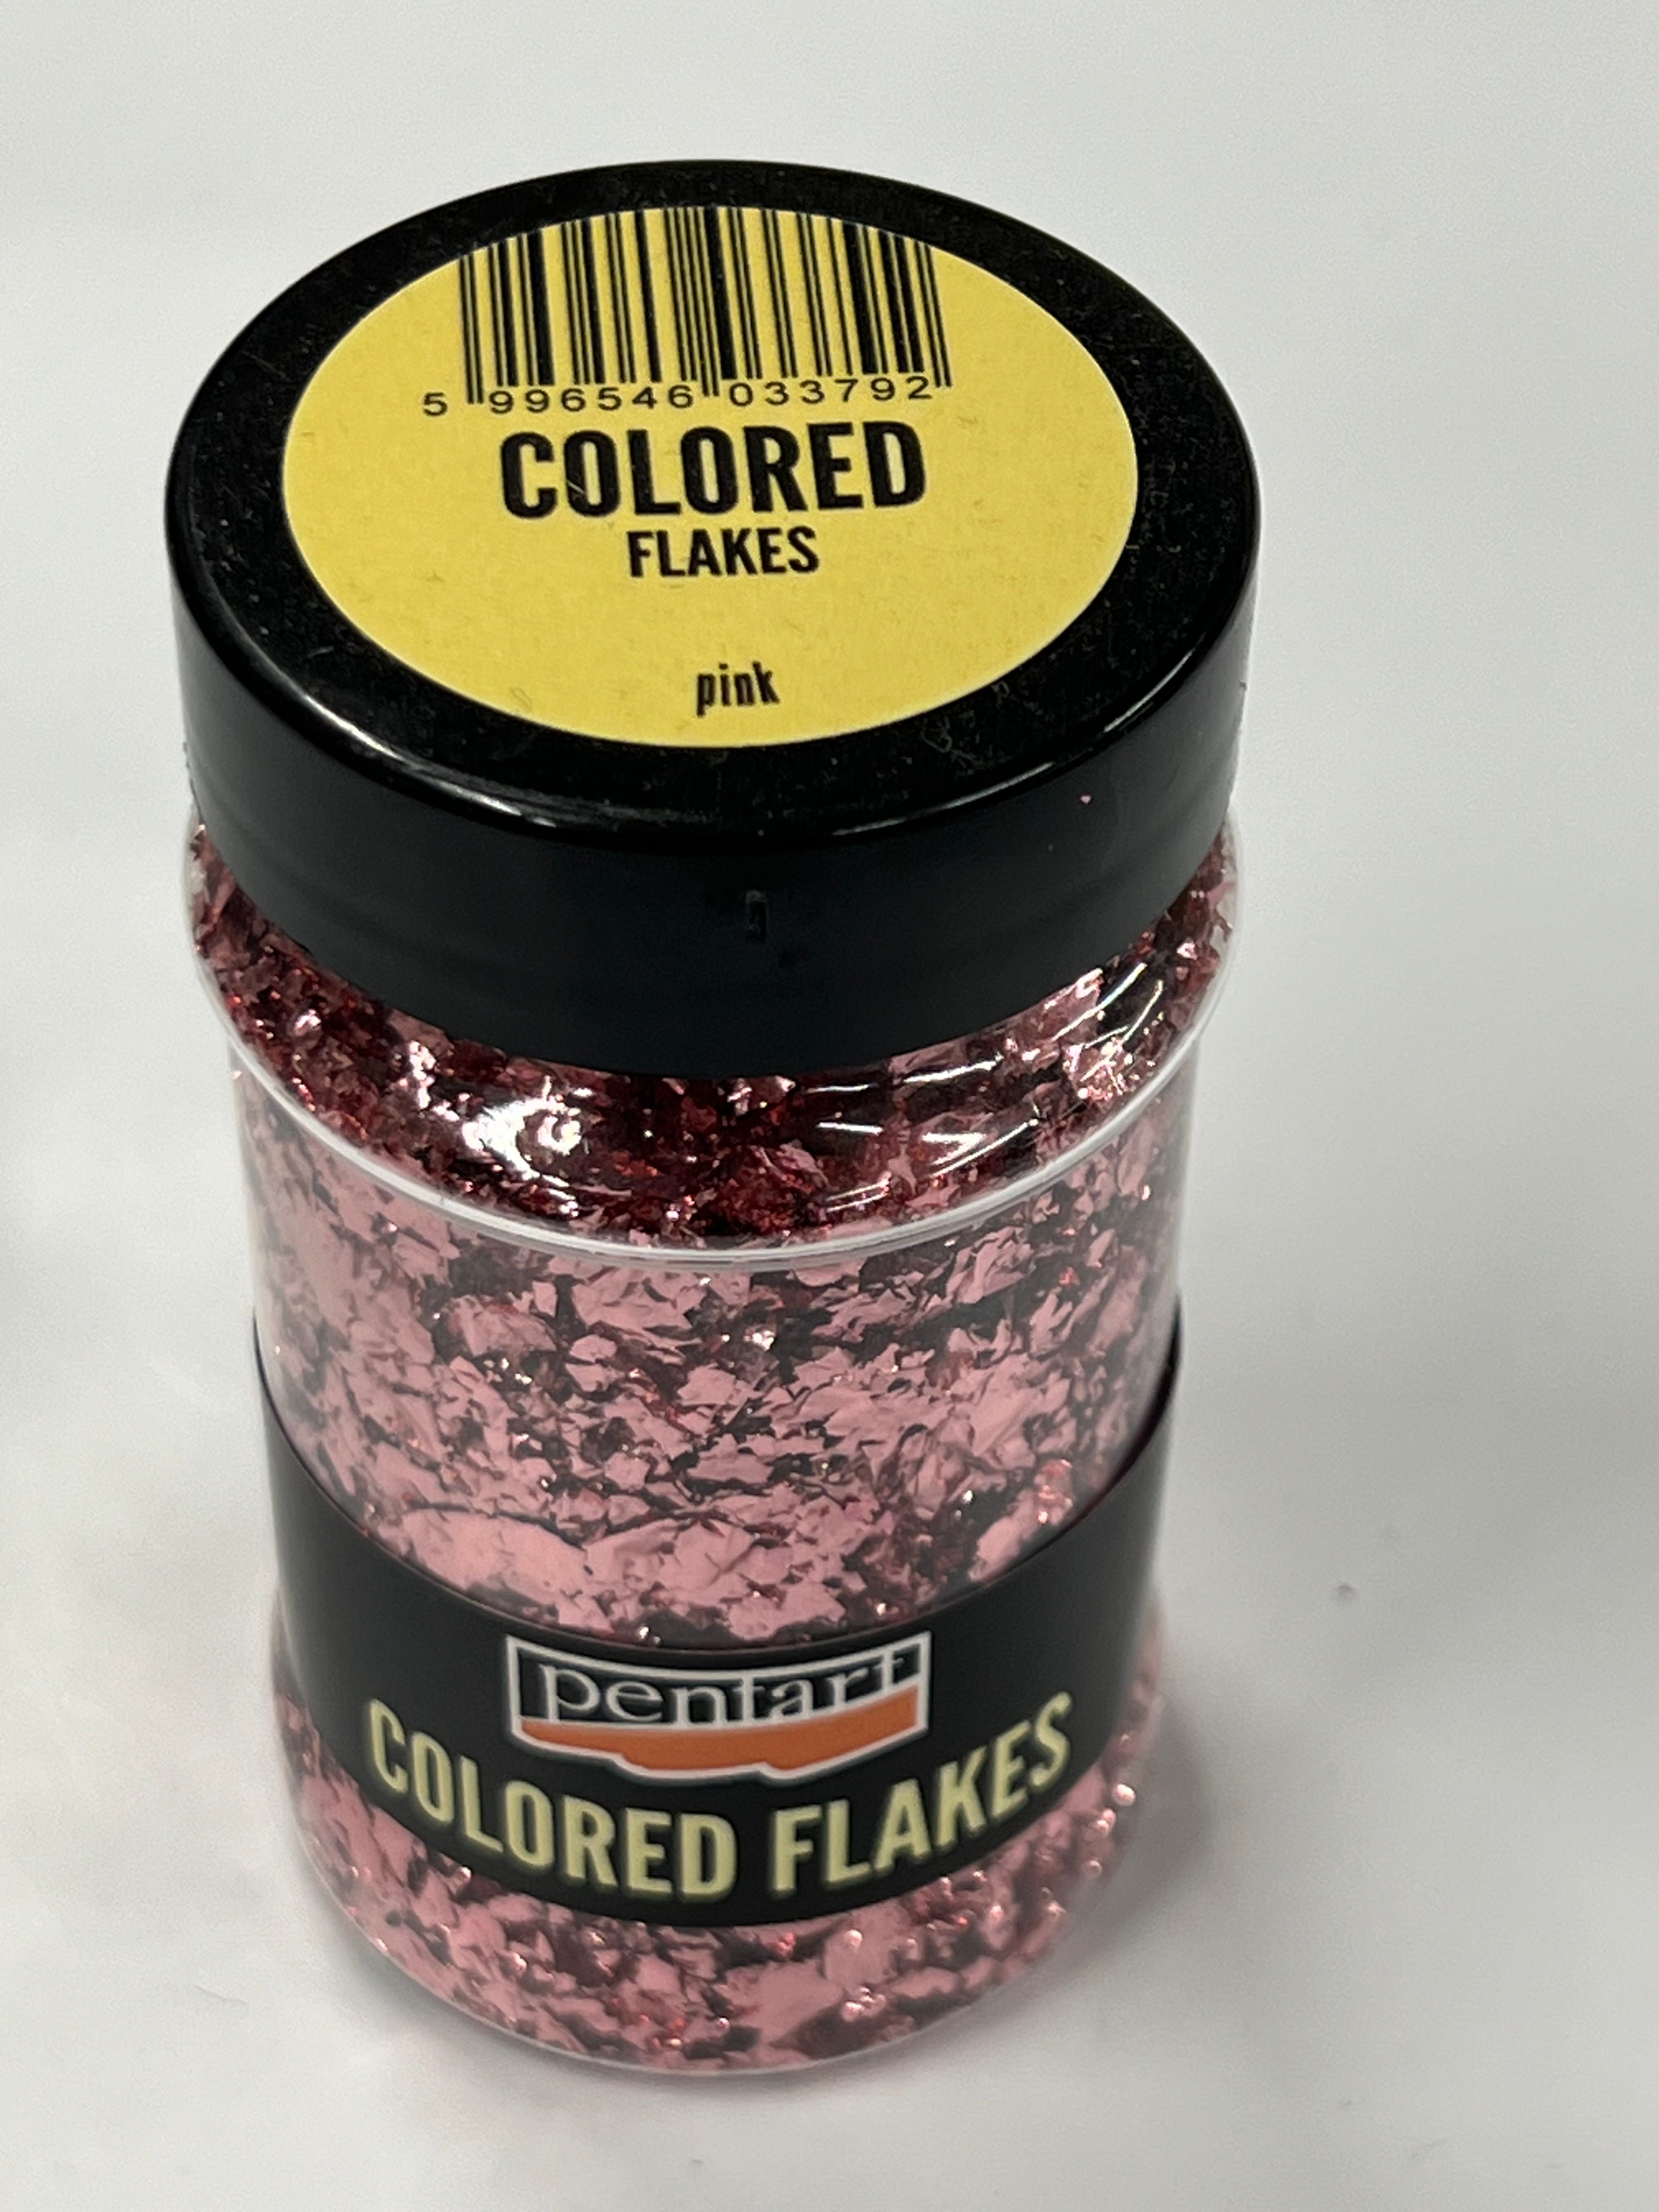 5 996546 033792
COLORED
FLAKES
pink
pentart
COLORED FLAKES